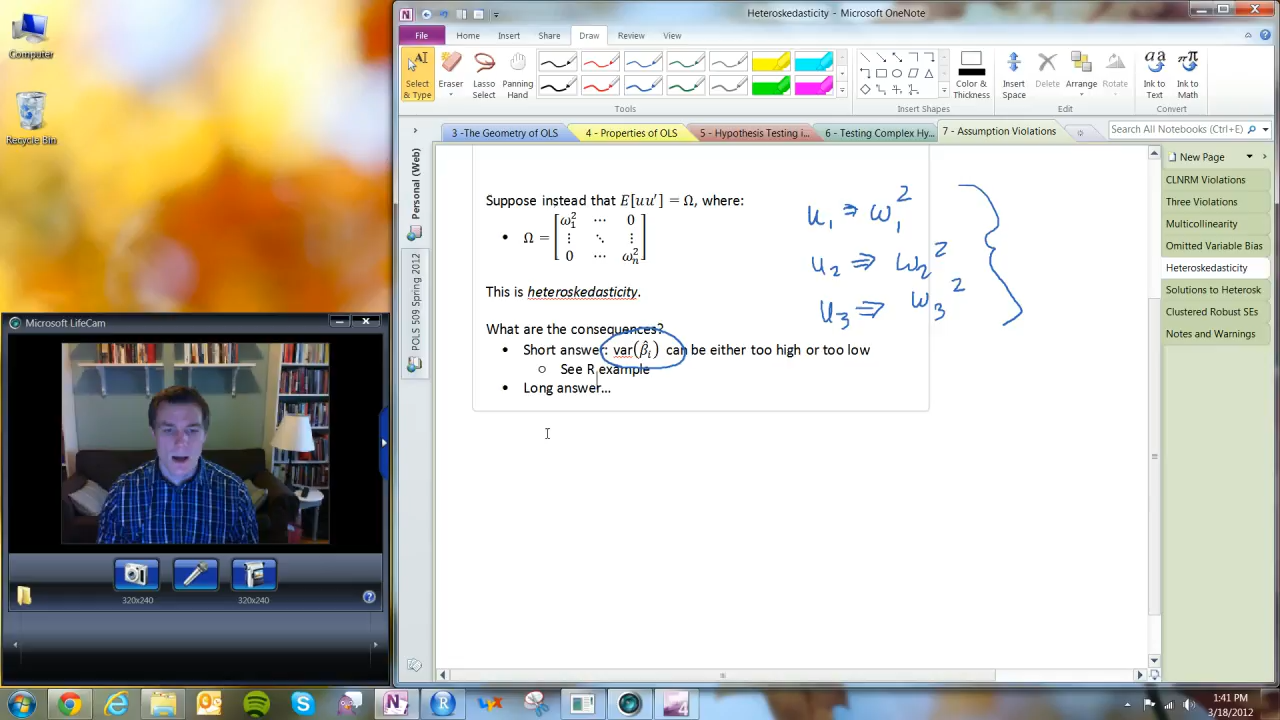 Computer
Recycle Bin
Heteroskedasticity - Microsoft OneNote
File Home Insert Share Draw Review View
Select & Type
Eraser
Lasso Select
Panning Hand
Color & Thickness
Insert Space
Delete
Arrange
Rotate
Ink to Text
Ink to Math
Tools
Insert Shapes
Edit
Convert
3 -The Geometry of OLS
4 - Properties of OLS
5 - Hypothesis Testing i...
6 - Testing Complex Hy...
7 - Assumption Violations
Search All Notebooks (Ctrl+E)
Personal (Web)
POLS 509 Spring 2012
New Page
CLNRM Violations
Three Violations
Multicollinearity
Omitted Variable Bias
Heteroskedasticity
Solutions to Heterosk
Clustered Robust SEs
Notes and Warnings
Suppose instead that E[uu′] = Ω, where:
• Ω = [ω₁² ⋯ 0
⋮ ⋱ ⋮
0 ⋯ ωₙ²]
This is heteroskedasticity.
What are the consequences?
• Short answer: var(β̂ᵢ) can be either too high or too low
○ See R example
• Long answer...
u₁ ⇒ ω₁²
u₂ ⇒ ω₂²
u₃ ⇒ ω₃²
Microsoft LifeCam
320x240
320x240
1:41 PM
3/18/2012